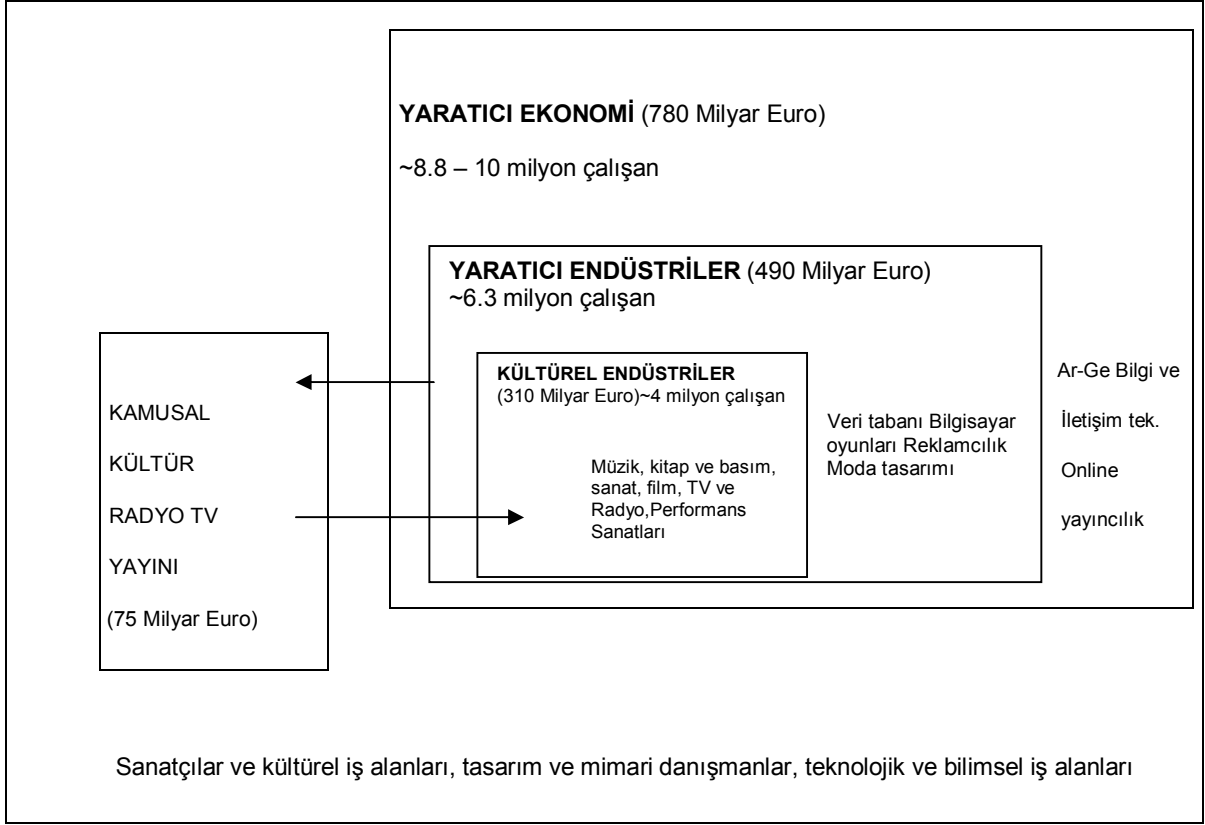 YARATICI EKONOMİ (780 Milyar Euro)
~8.8 – 10 milyon çalışan
YARATICI ENDÜSTRİLER (490 Milyar Euro)
~6.3 milyon çalışan
KÜLTÜREL ENDÜSTRİLER
(310 Milyar Euro)~4 milyon çalışan
Müzik, kitap ve basım,
sanat, film, TV ve
Radyo,Performans
Sanatları
Veri tabanı Bilgisayar
oyunları Reklamcılık
Moda tasarımı
Ar-Ge Bilgi ve
İletişim tek.
Online
yayıncılık
KAMUSAL
KÜLTÜR
RADYO TV
YAYINI
(75 Milyar Euro)
Sanatçılar ve kültürel iş alanları, tasarım ve mimari danışmanlar, teknolojik ve bilimsel iş alanları